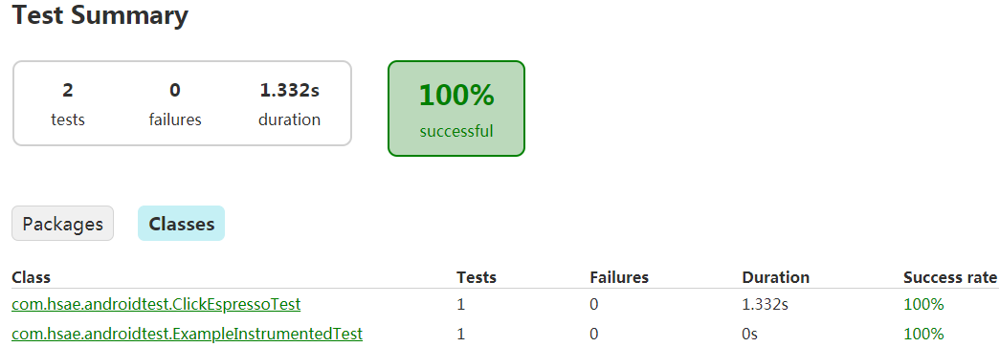 Test Summary
2 0 1.332s 100%
tests failures duration successful
Packages Classes
Class Tests Failures Duration Success rate
com.hsae.androidtest.ClickEspressoTest 1 0 1.332s 100%
com.hsae.androidtest.ExampleInstrumentedTest 1 0 0s 100%